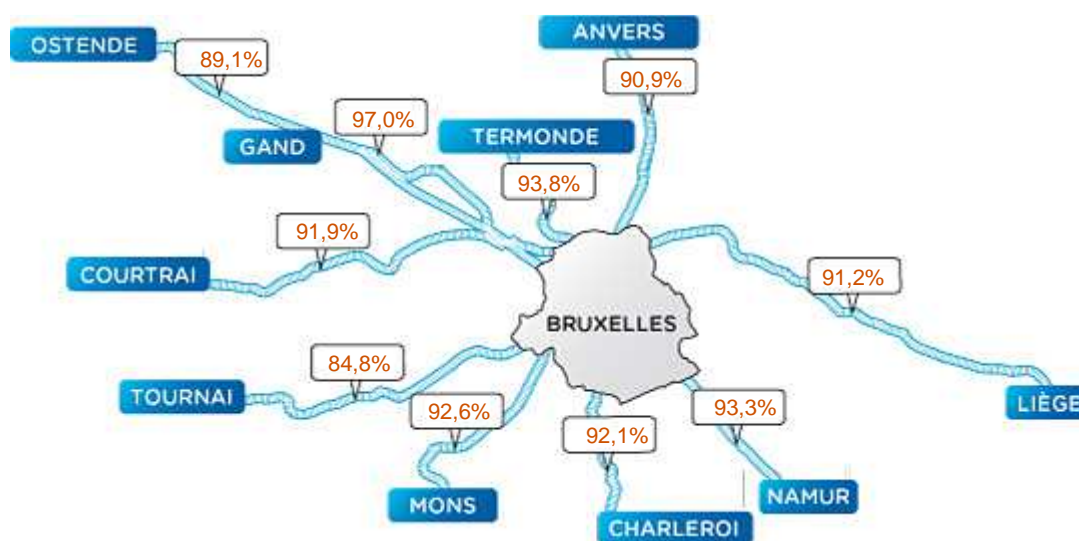 ANVERS
OSTENDE
89,1%
90,9%
97,0%
TERMONDE
GAND
93,8%
91,9%
COURTRAI
91,2%
BRUXELLES
84,8%
TOURNAI
92,6%
93,3%
LIÈGE
92,1%
MONS
NAMUR
CHARLEROI